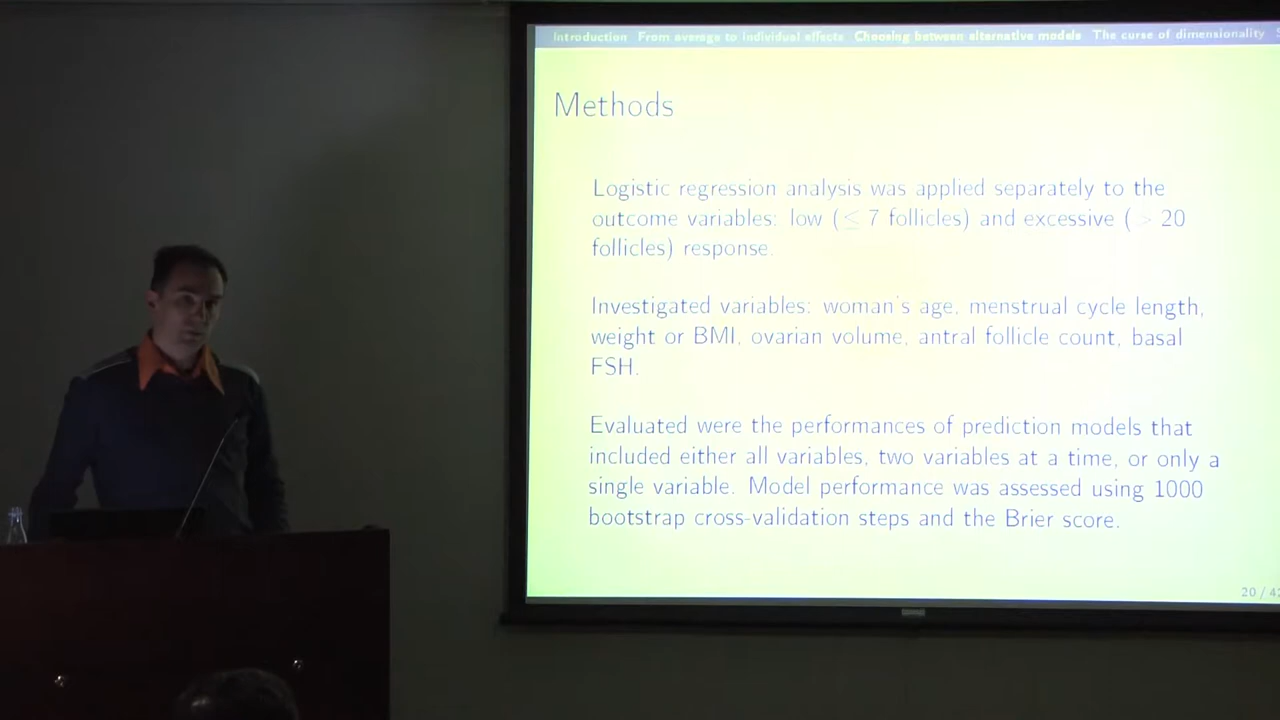 Introduction From average to individual effects Choosing between alternative models The curse of dimensionality
Methods
Logistic regression analysis was applied separately to the
outcome variables: low (≤ 7 follicles) and excessive (> 20
follicles) response.
Investigated variables: woman's age, menstrual cycle length,
weight or BMI, ovarian volume, antral follicle count, basal
FSH.
Evaluated were the performances of prediction models that
included either all variables, two variables at a time, or only a
single variable. Model performance was assessed using 1000
bootstrap cross-validation steps and the Brier score.
20 / 42